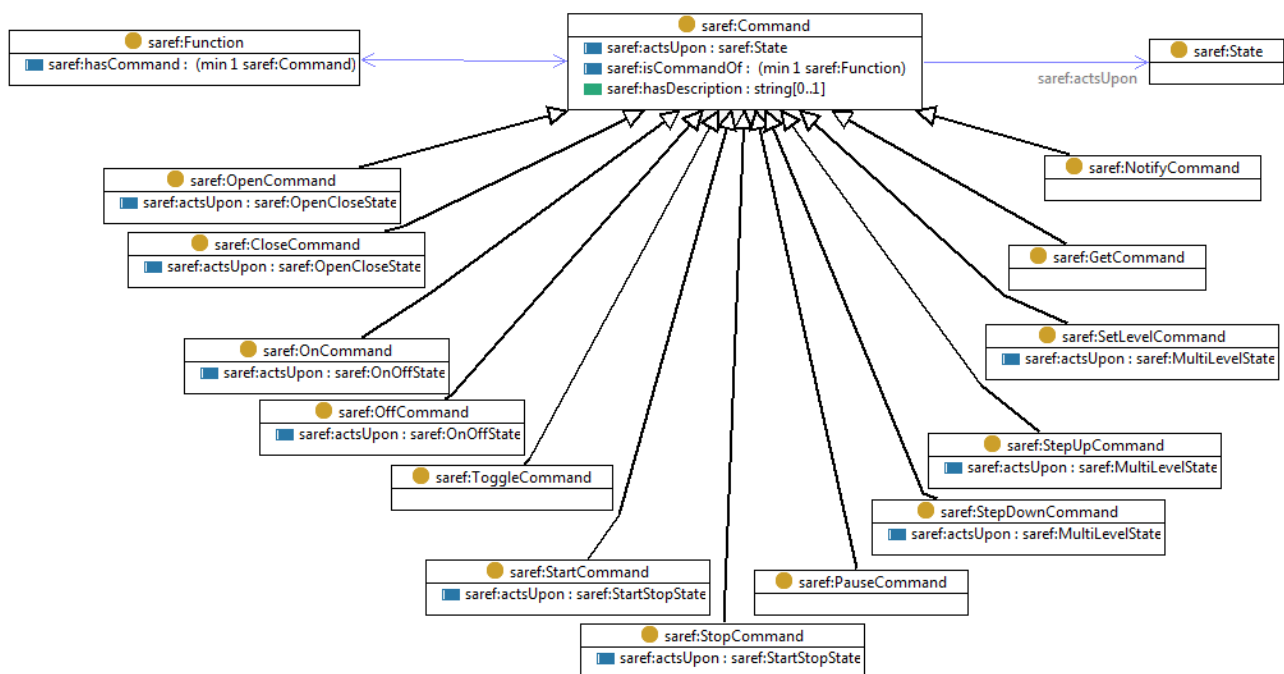 saref:Command
saref:actsUpon : saref:State
saref:isCommandOf : (min 1 saref:Function)
saref:hasDescription : string[0..1]
saref:Function
saref:hasCommand : (min 1 saref:Command)
saref:State
saref:actsUpon
saref:NotifyCommand
saref:OpenCommand
saref:actsUpon : saref:OpenCloseState
saref:CloseCommand
saref:actsUpon : saref:OpenCloseState
saref:GetCommand
saref:SetLevelCommand
saref:actsUpon : saref:MultiLevelState
saref:OnCommand
saref:actsUpon : saref:OnOffState
saref:OffCommand
saref:actsUpon : saref:OnOffState
saref:StepUpCommand
saref:actsUpon : saref:MultiLevelState
saref:ToggleCommand
saref:StepDownCommand
saref:actsUpon : saref:MultiLevelState
saref:StartCommand
saref:actsUpon : saref:StartStopState
saref:PauseCommand
saref:StopCommand
saref:actsUpon : saref:StartStopState